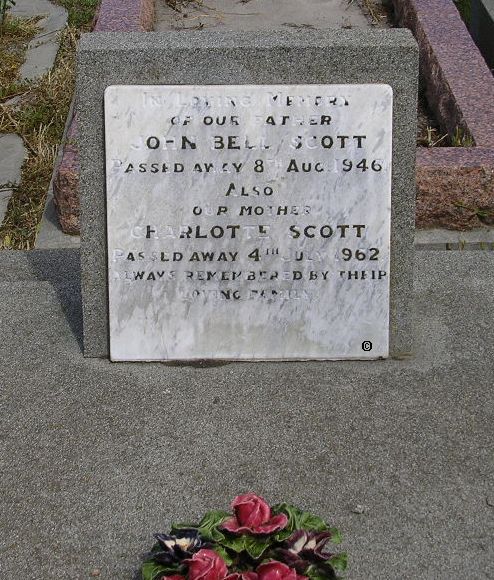 IN LOVING MEMORY
OF OUR FATHER
JOHN BELL SCOTT
PASSED AWAY 8TH AUG. 1946
ALSO
OUR MOTHER
CHARLOTTE SCOTT
PASSED AWAY 4TH JULY 1962
ALWAYS REMEMBERED BY THEIR
LOVING FAMILY
©